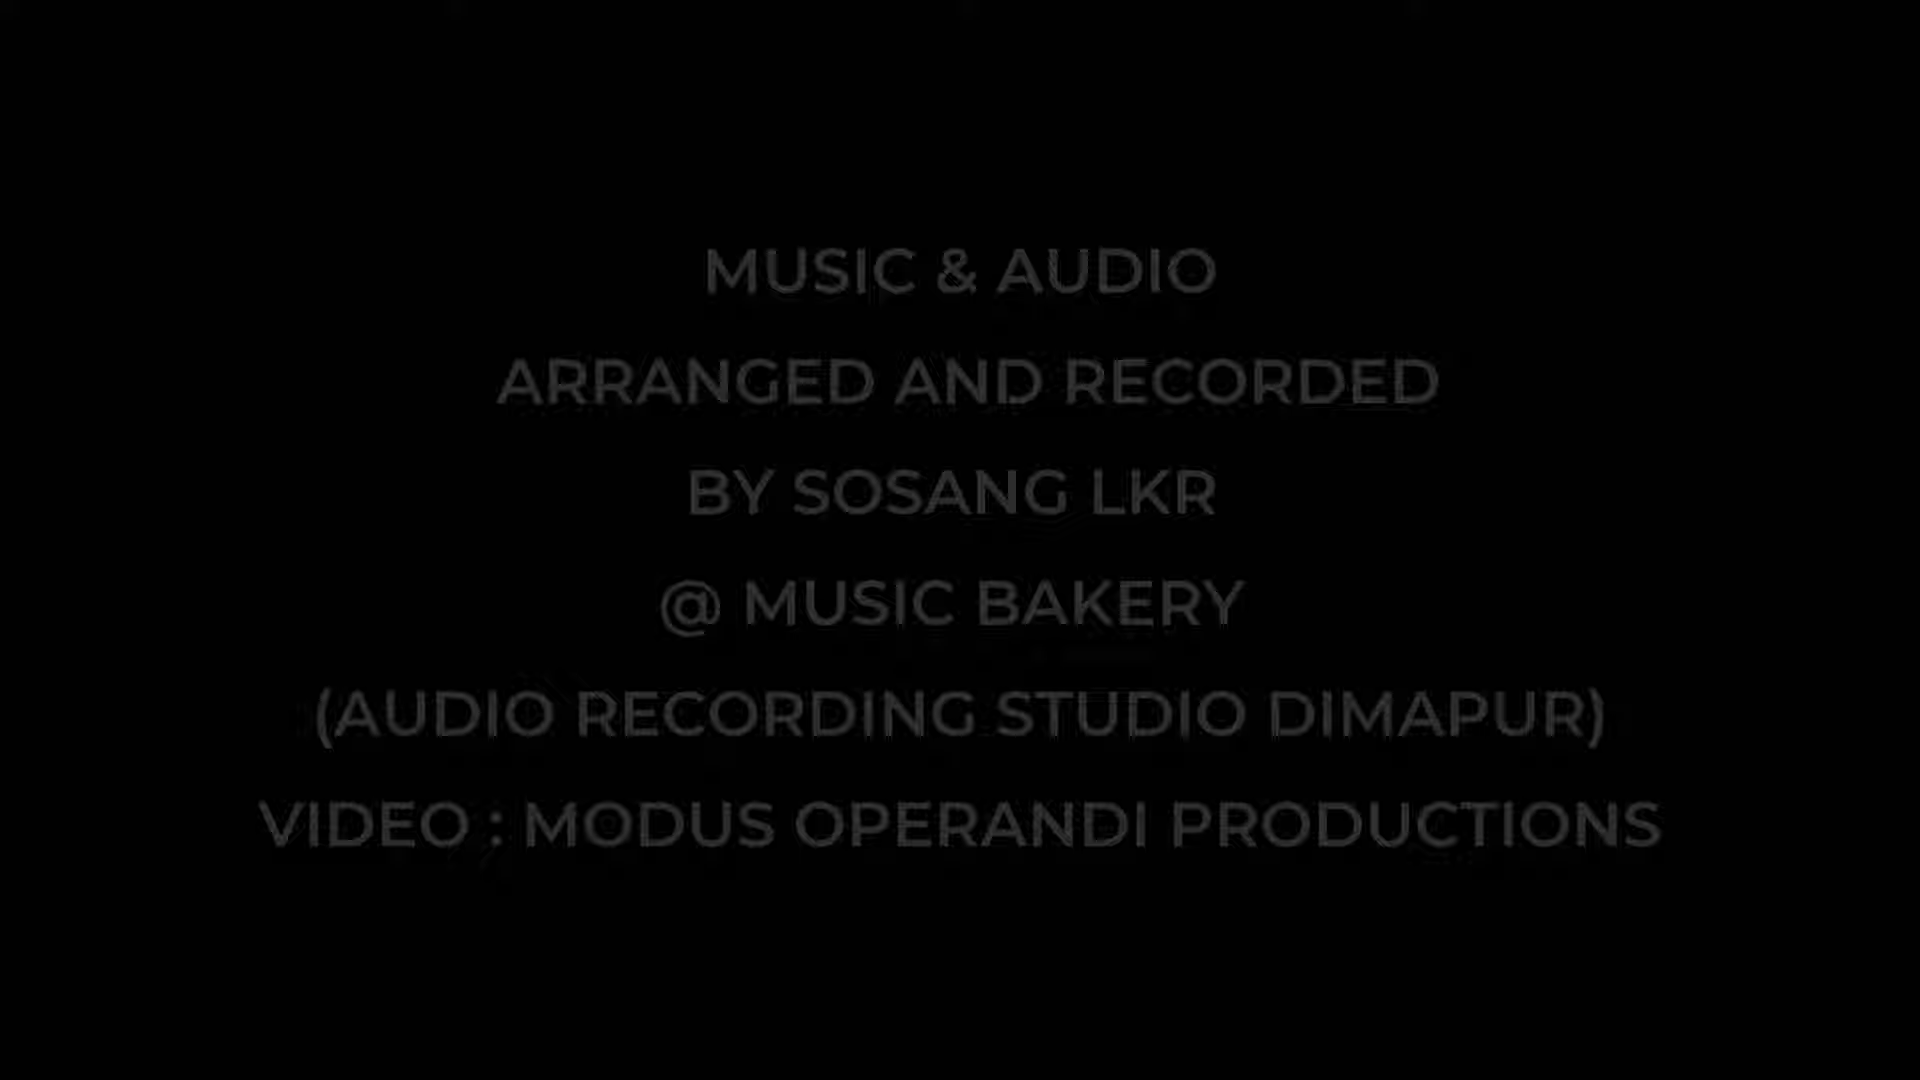 MUSIC & AUDIO
ARRANGED AND RECORDED
BY SOSANG LKR
@ MUSIC BAKERY
(AUDIO RECORDING STUDIO DIMAPUR)
VIDEO : MODUS OPERANDI PRODUCTIONS